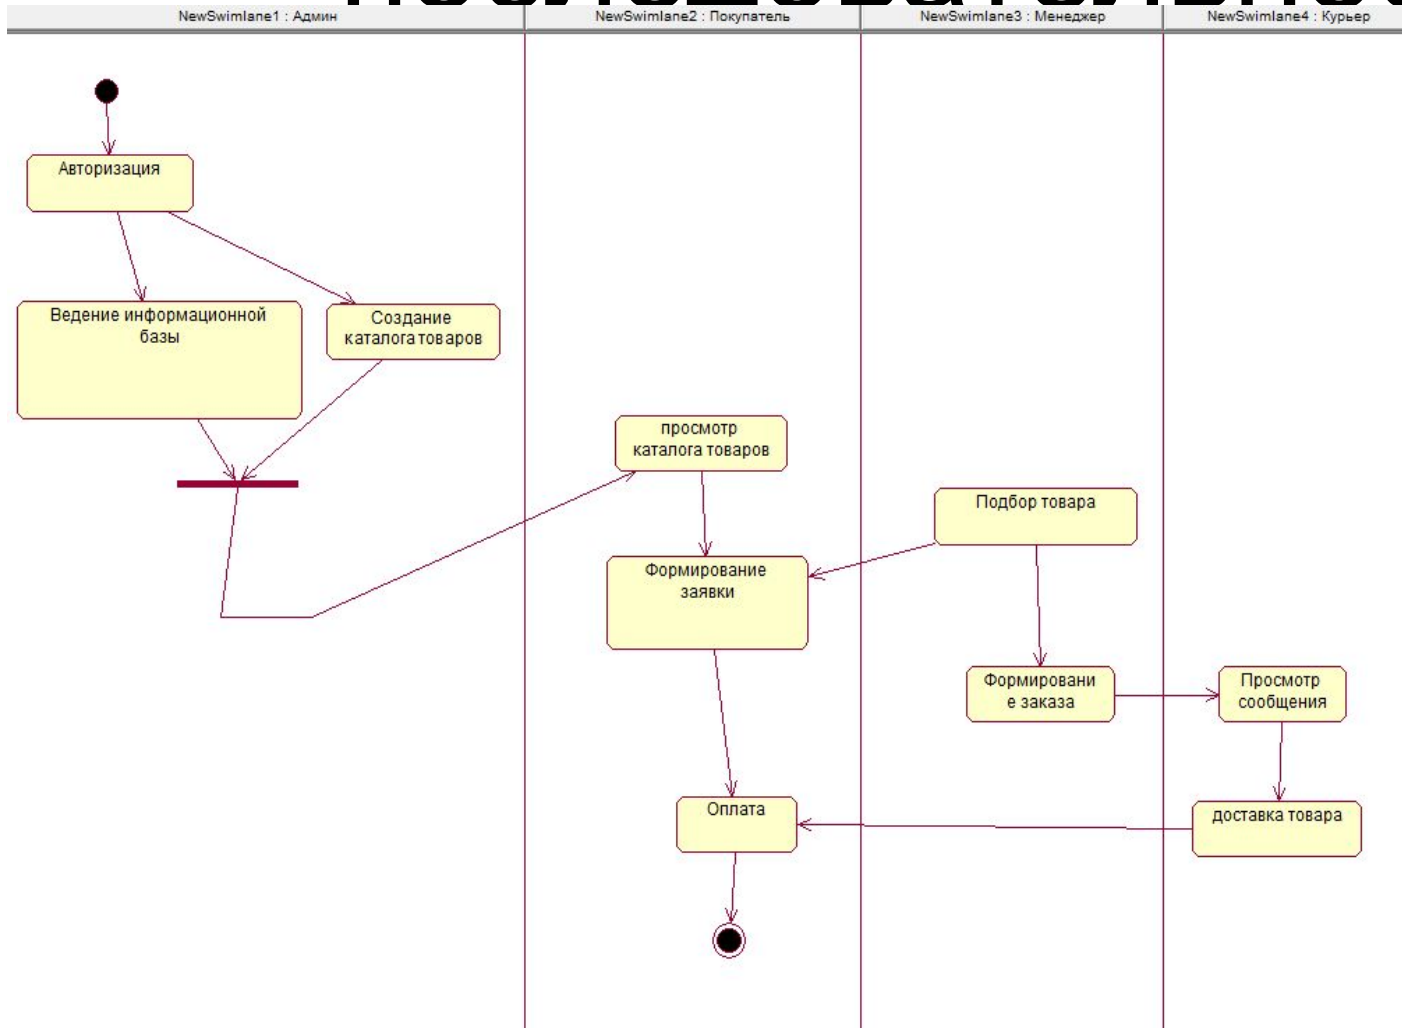 NewSwimlane1 : Админ
NewSwimlane2 : Покупатель
NewSwimlane3 : Менеджер
NewSwimlane4 : Курьер
Авторизация
Ведение информационной
базы
Создание
каталога товаров
просмотр
каталога товаров
Подбор товара
Формирование
заявки
Формировани
е заказа
Просмотр
сообщения
Оплата
доставка товара